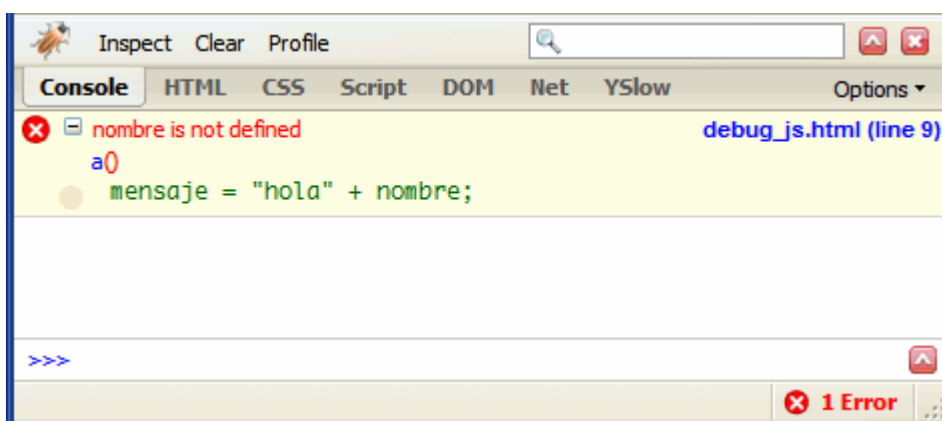 Inspect Clear Profile
Console HTML CSS Script DOM Net YSlow Options
nombre is not defined debug_js.html (line 9)
a()
mensaje = "hola" + nombre;
>>>
1 Error